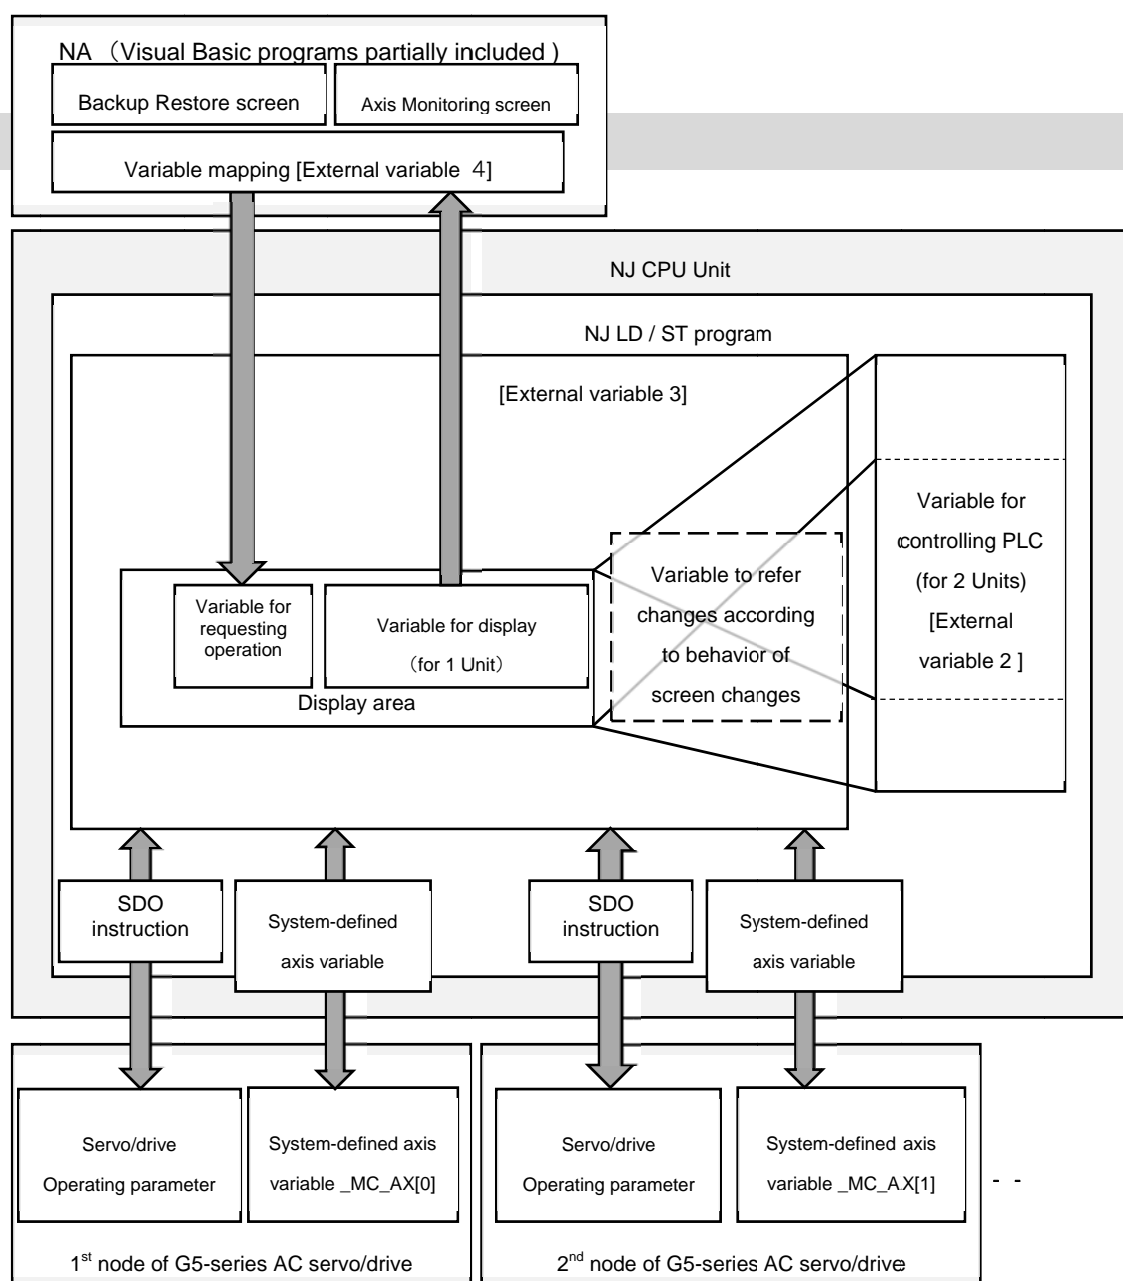 NA （Visual Basic programs partially included )
Backup Restore screen
Axis Monitoring screen
Variable mapping [External variable ４]
NJ CPU Unit
NJ LD / ST program
[External variable 3]
Variable for
controlling PLC
(for 2 Units)
[External
variable 2 ]
Variable to refer
changes according
to behavior of
screen changes
Variable for
requesting
operation
Variable for display
（for 1 Unit）
Display area
SDO
instruction
System-defined
axis variable
SDO
instruction
System-defined
axis variable
Servo/drive
Operating parameter
System-defined axis
variable _MC_AX[0]
Servo/drive
Operating parameter
System-defined axis
variable _MC_AX[1]
- -
1st node of G5-series AC servo/drive
2nd node of G5-series AC servo/drive